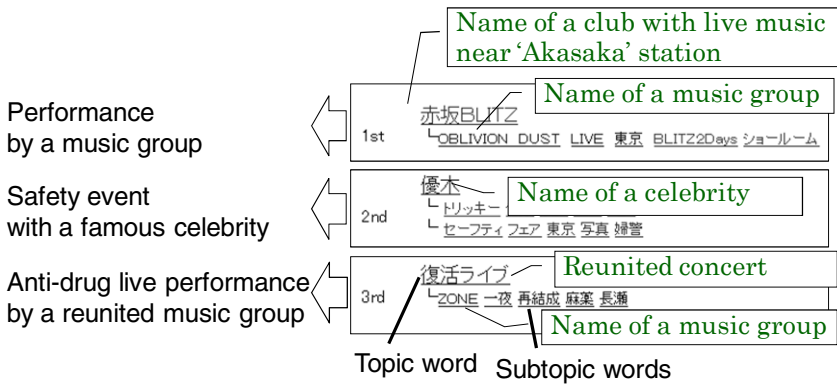 Name of a club with live music
near ‘Akasaka’ station
Performance
by a music group
1st
赤坂BLITZ
Name of a music group
OBLIVION DUST LIVE 東京 BLITZ2Days ショールーム
Safety event
with a famous celebrity
2nd
優木
Name of a celebrity
トリッキー
セーフティ フェア 東京 写真 婦警
Anti-drug live performance
by a reunited music group
3rd
復活ライブ
Reunited concert
ZONE 一夜 再結成 麻薬 長瀬
Name of a music group
Topic word
Subtopic words